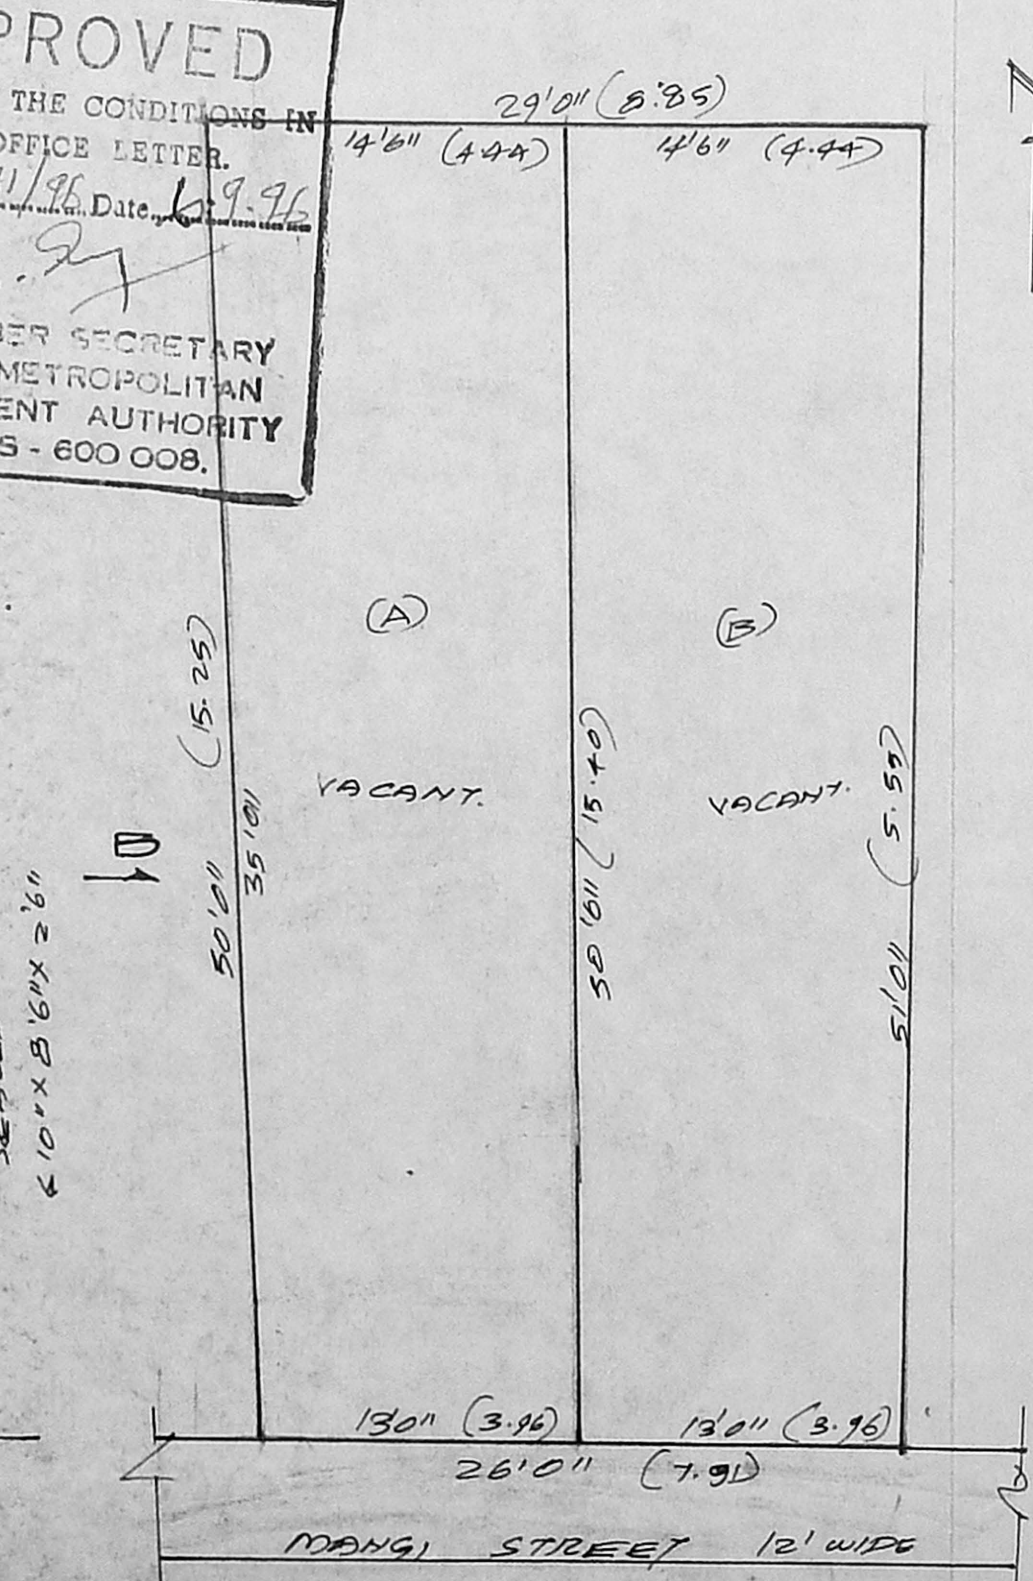 PROVED
THE CONDITIONS IN
OFFICE LETTER.
1/96 Date 6.9.96
SECRETARY
METROPOLITAN
ENT AUTHORITY
S - 600 008.
29'0" (8.85)
14'6" (4.44)
14'6" (4.44)
N
(A)
(B)
(15.25)
VACANT.
VACANT.
50'0"
35'0"
50'6" (15.40)
51'0" (5.55)
B
10" X 8'6" X 2'6"
13'0" (3.96)
13'0" (3.96)
26'0" (7.91)
MANGI STREET 12' WIDE